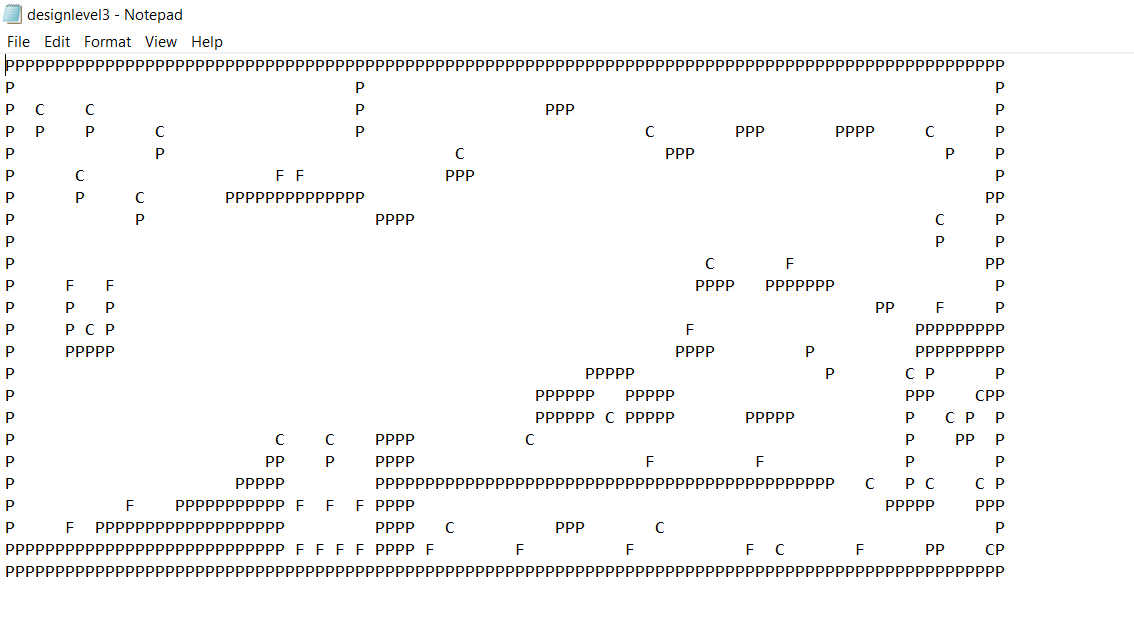 designlevel3 - Notepad
File Edit Format View Help
PPPPPPPPPPPPPPPPPPPPPPPPPPPPPPPPPPPPPPPPPPPPPPPPPPPPPPPPPPPPPPPPPPPPPPPPPPPPPPPPPPPPPPPPPPPPPPPPPPPP
P                                  P                                                               P
P  C    C                          P                  PPP                                          P
P  P    P      C                   P                            C        PPP       PPPP     C      P
P              P                             C                    PPP                         P    P
P      C                   F F              PPP                                                    P
P      P     C        PPPPPPPPPPPPPP                                                              PP
P            P                       PPPP                                                    C     P
P                                                                                            P     P
P                                                                     C       F                   PP
P     F   F                                                          PPPP   PPPPPPP                P
P     P   P                                                                            PP    F     P
P     P C P                                                         F                      PPPPPPPPP
P     PPPPP                                                        PPPP         P          PPPPPPPPP
P                                                         PPPPP                   P       C P      P
P                                                    PPPPPP   PPPPP                       PPP    CPP
P                                                    PPPPPP C PPPPP       PPPPP           P   C P  P
P                          C    C    PPPP           C                                     P    PP  P
P                         PP    P    PPPP                       F          F              P        P
P                      PPPPP         PPPPPPPPPPPPPPPPPPPPPPPPPPPPPPPPPPPPPPPPPPPPPP   C   P C    C P
P           F    PPPPPPPPPPP F  F  F PPPP                                               PPPPP    PPP
P     F  PPPPPPPPPPPPPPPPPPP         PPPP   C          PPP       C                                 P
PPPPPPPPPPPPPPPPPPPPPPPPPPPP F F F F PPPP F        F          F           F  C       F      PP    CP
PPPPPPPPPPPPPPPPPPPPPPPPPPPPPPPPPPPPPPPPPPPPPPPPPPPPPPPPPPPPPPPPPPPPPPPPPPPPPPPPPPPPPPPPPPPPPPPPPPPP